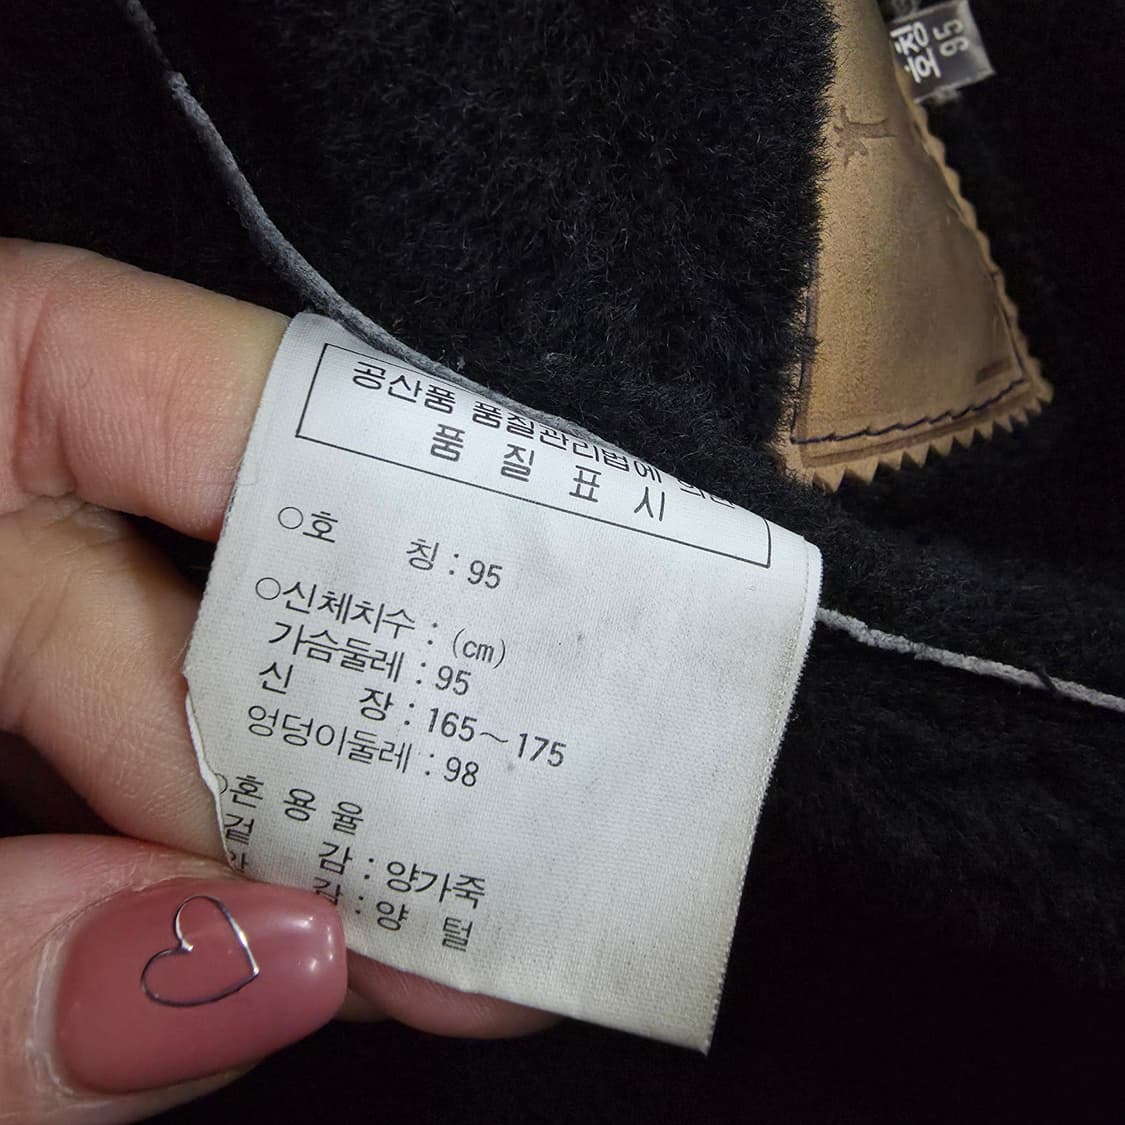 95
공산품 품질관리법에 의한
품 질 표 시
○호 칭 : 95
○신체치수 : (cm)
가슴둘레 : 95
신 장 : 165～175
엉덩이둘레 : 98
○혼 용 율
겉 감 : 양가죽
안 감 : 양 털